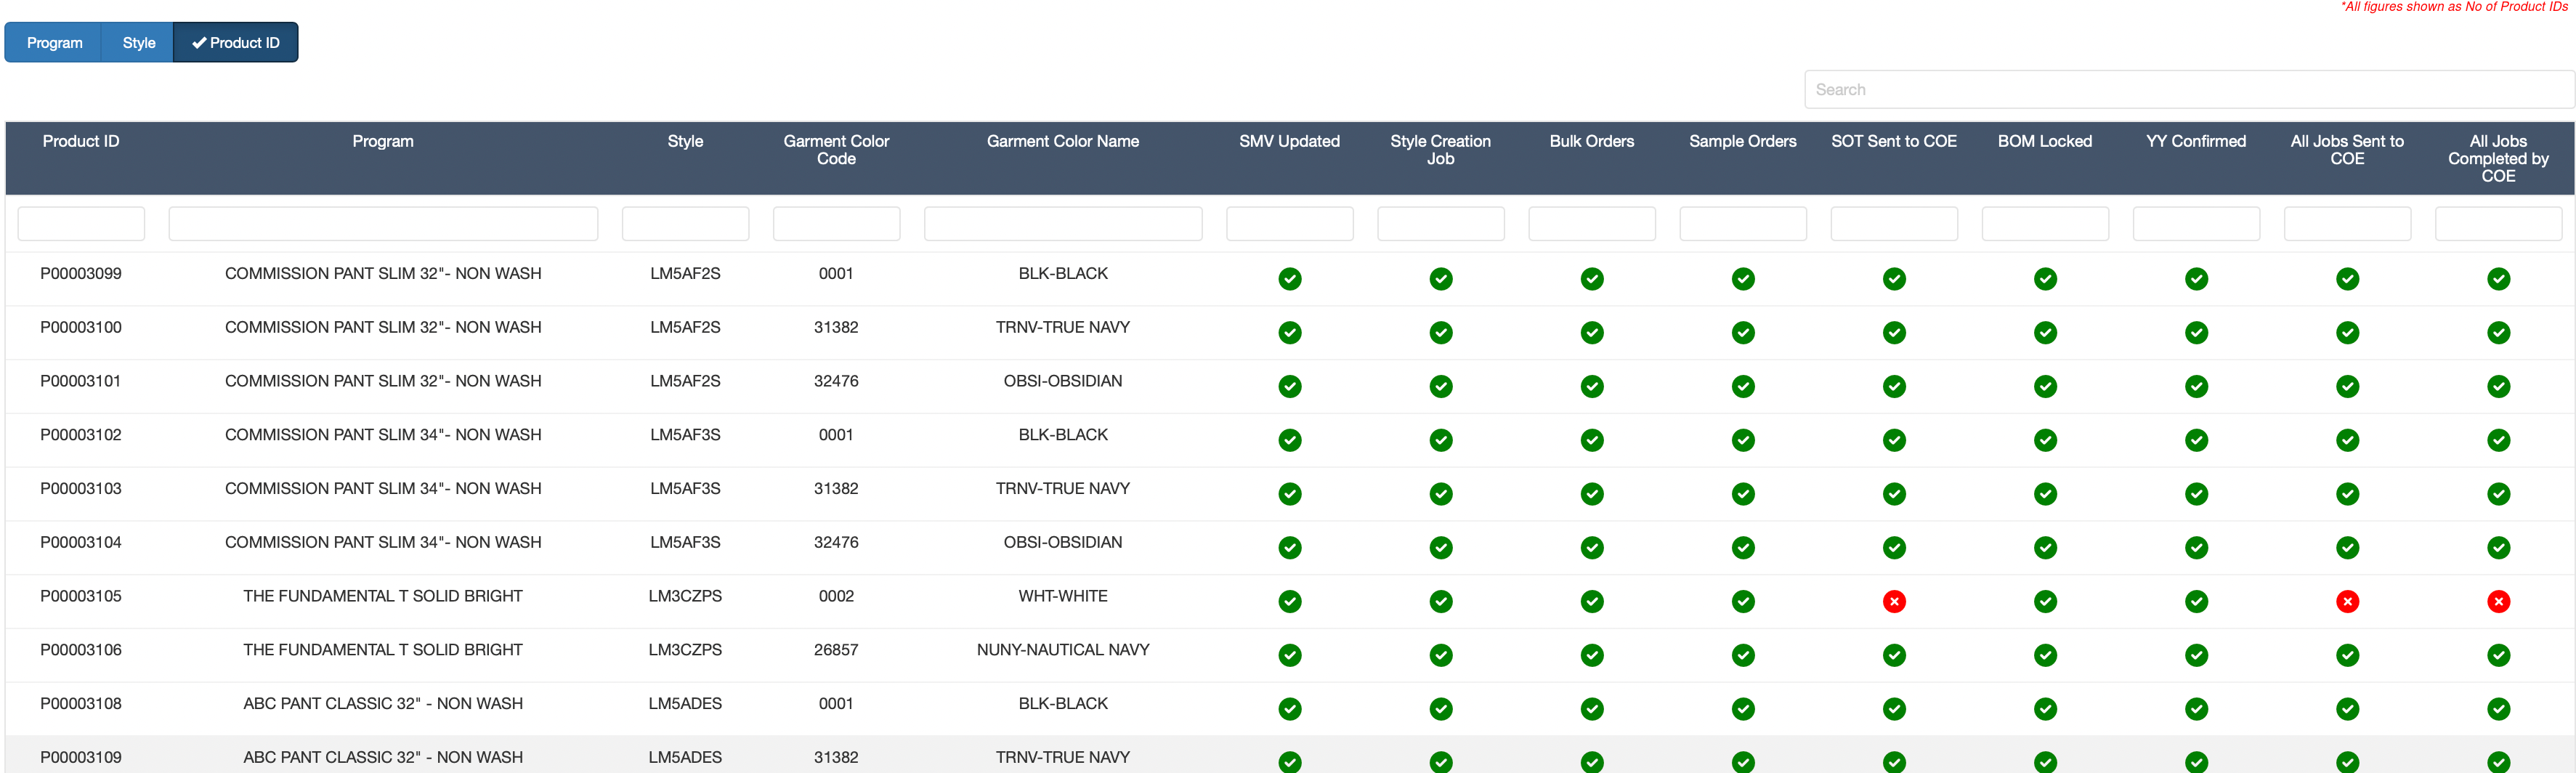 *All figures shown as No of Product IDs
Program Style Product ID
Search
Product ID Program Style Garment Color Code Garment Color Name SMV Updated Style Creation Job Bulk Orders Sample Orders SOT Sent to COE BOM Locked YY Confirmed All Jobs Sent to COE All Jobs Completed by COE
P00003099 COMMISSION PANT SLIM 32"- NON WASH LM5AF2S 0001 BLK-BLACK
P00003100 COMMISSION PANT SLIM 32"- NON WASH LM5AF2S 31382 TRNV-TRUE NAVY
P00003101 COMMISSION PANT SLIM 32"- NON WASH LM5AF2S 32476 OBSI-OBSIDIAN
P00003102 COMMISSION PANT SLIM 34"- NON WASH LM5AF3S 0001 BLK-BLACK
P00003103 COMMISSION PANT SLIM 34"- NON WASH LM5AF3S 31382 TRNV-TRUE NAVY
P00003104 COMMISSION PANT SLIM 34"- NON WASH LM5AF3S 32476 OBSI-OBSIDIAN
P00003105 THE FUNDAMENTAL T SOLID BRIGHT LM3CZPS 0002 WHT-WHITE
P00003106 THE FUNDAMENTAL T SOLID BRIGHT LM3CZPS 26857 NUNY-NAUTICAL NAVY
P00003108 ABC PANT CLASSIC 32" - NON WASH LM5ADES 0001 BLK-BLACK
P00003109 ABC PANT CLASSIC 32" - NON WASH LM5ADES 31382 TRNV-TRUE NAVY